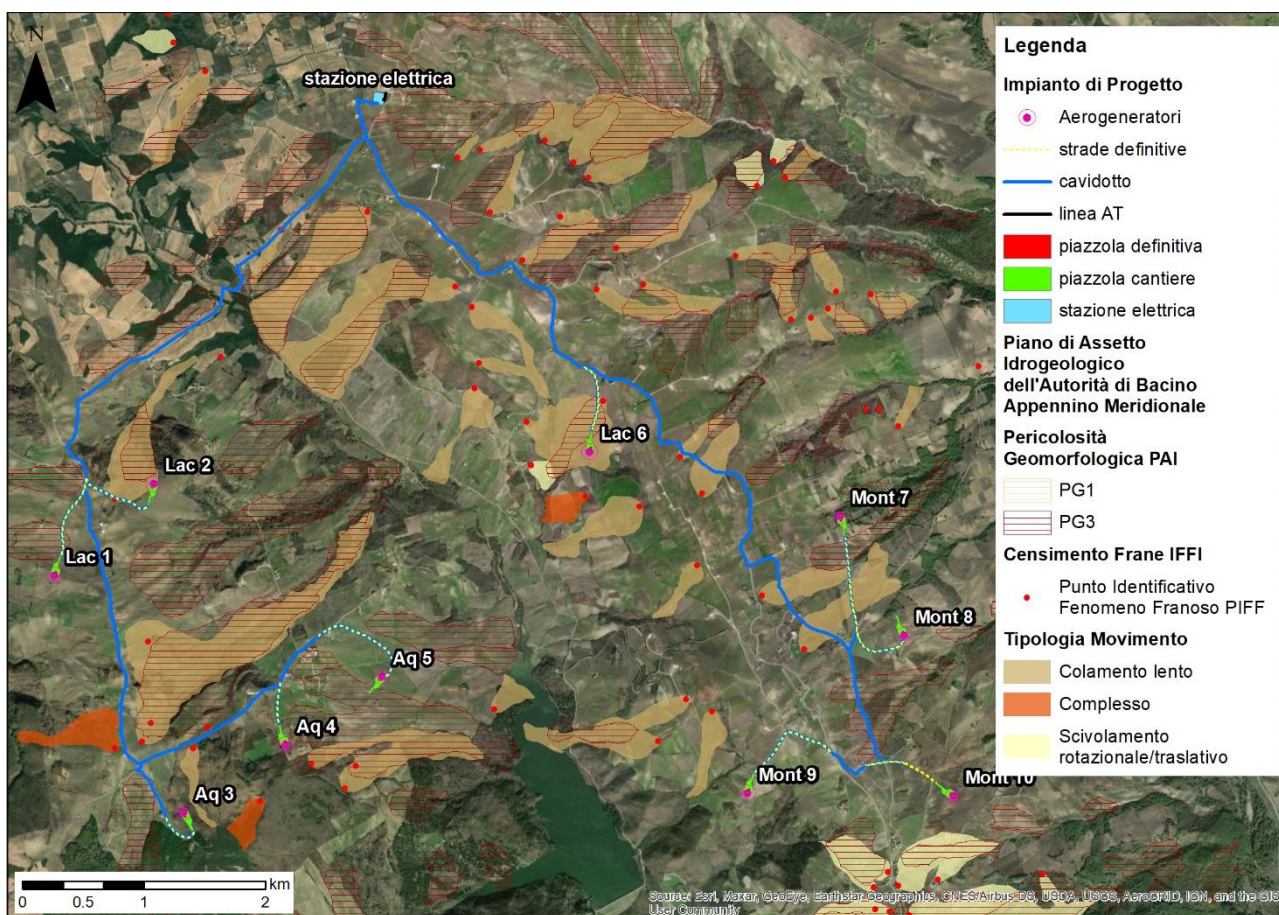 N
stazione elettrica
Lac 6
Lac 2
Mont 7
Lac 1
Mont 8
Aq 5
Aq 4
Mont 9
Mont 10
Aq 3
km
0 0.5 1 2
Legenda
Impianto di Progetto
Aerogeneratori
strade definitive
cavidotto
linea AT
piazzola definitiva
piazzola cantiere
stazione elettrica
Piano di Assetto
Idrogeologico
dell'Autorità di Bacino
Appennino Meridionale
Pericolosità
Geomorfologica PAI
PG1
PG3
Censimento Frane IFFI
Punto Identificativo
Fenomeno Franoso PIFF
Tipologia Movimento
Colamento lento
Complesso
Scivolamento
rotazionale/traslativo
Source: Esri, Maxar, GeoEye, Earthstar Geographics, CNES/Airbus DS, USDA, USGS, AeroGRID, IGN, and the GIS
User Community